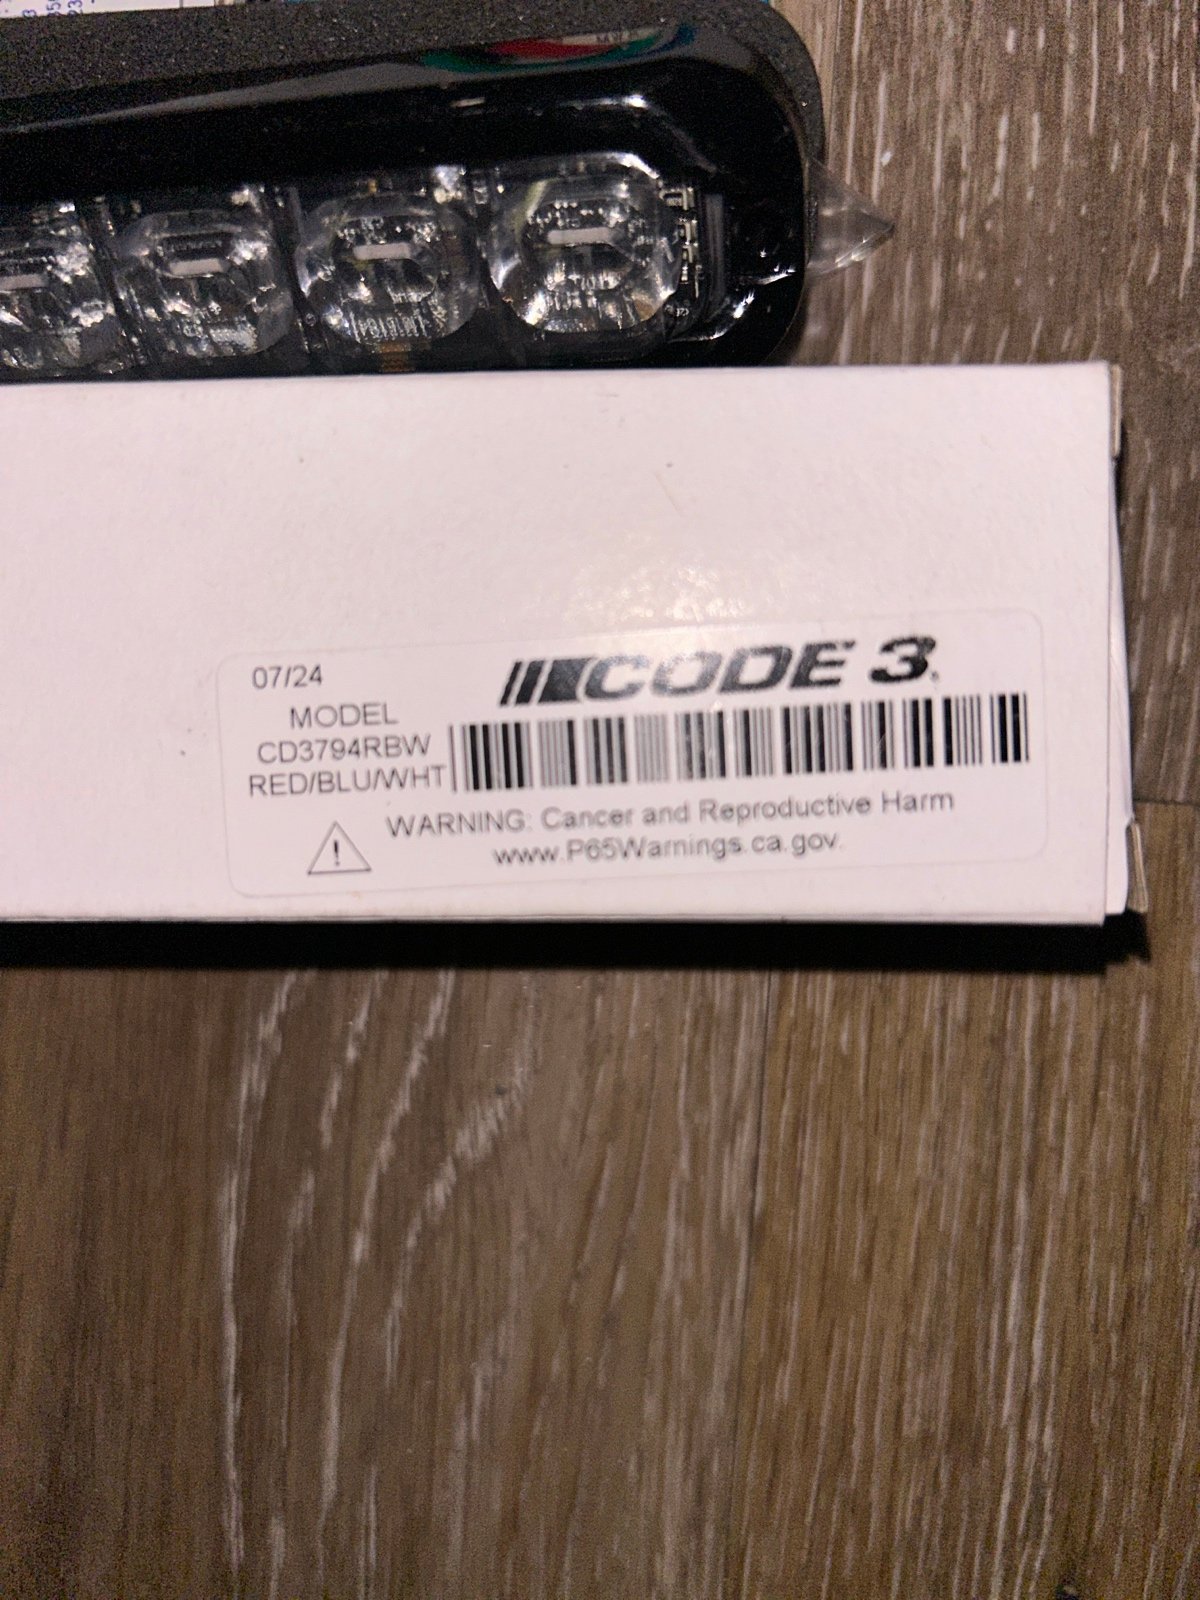 07/24
CODE 3
MODEL
CD3794RBW
RED/BLU/WHT
WARNING: Cancer and Reproductive Harm
www.P65Warnings.ca.gov.